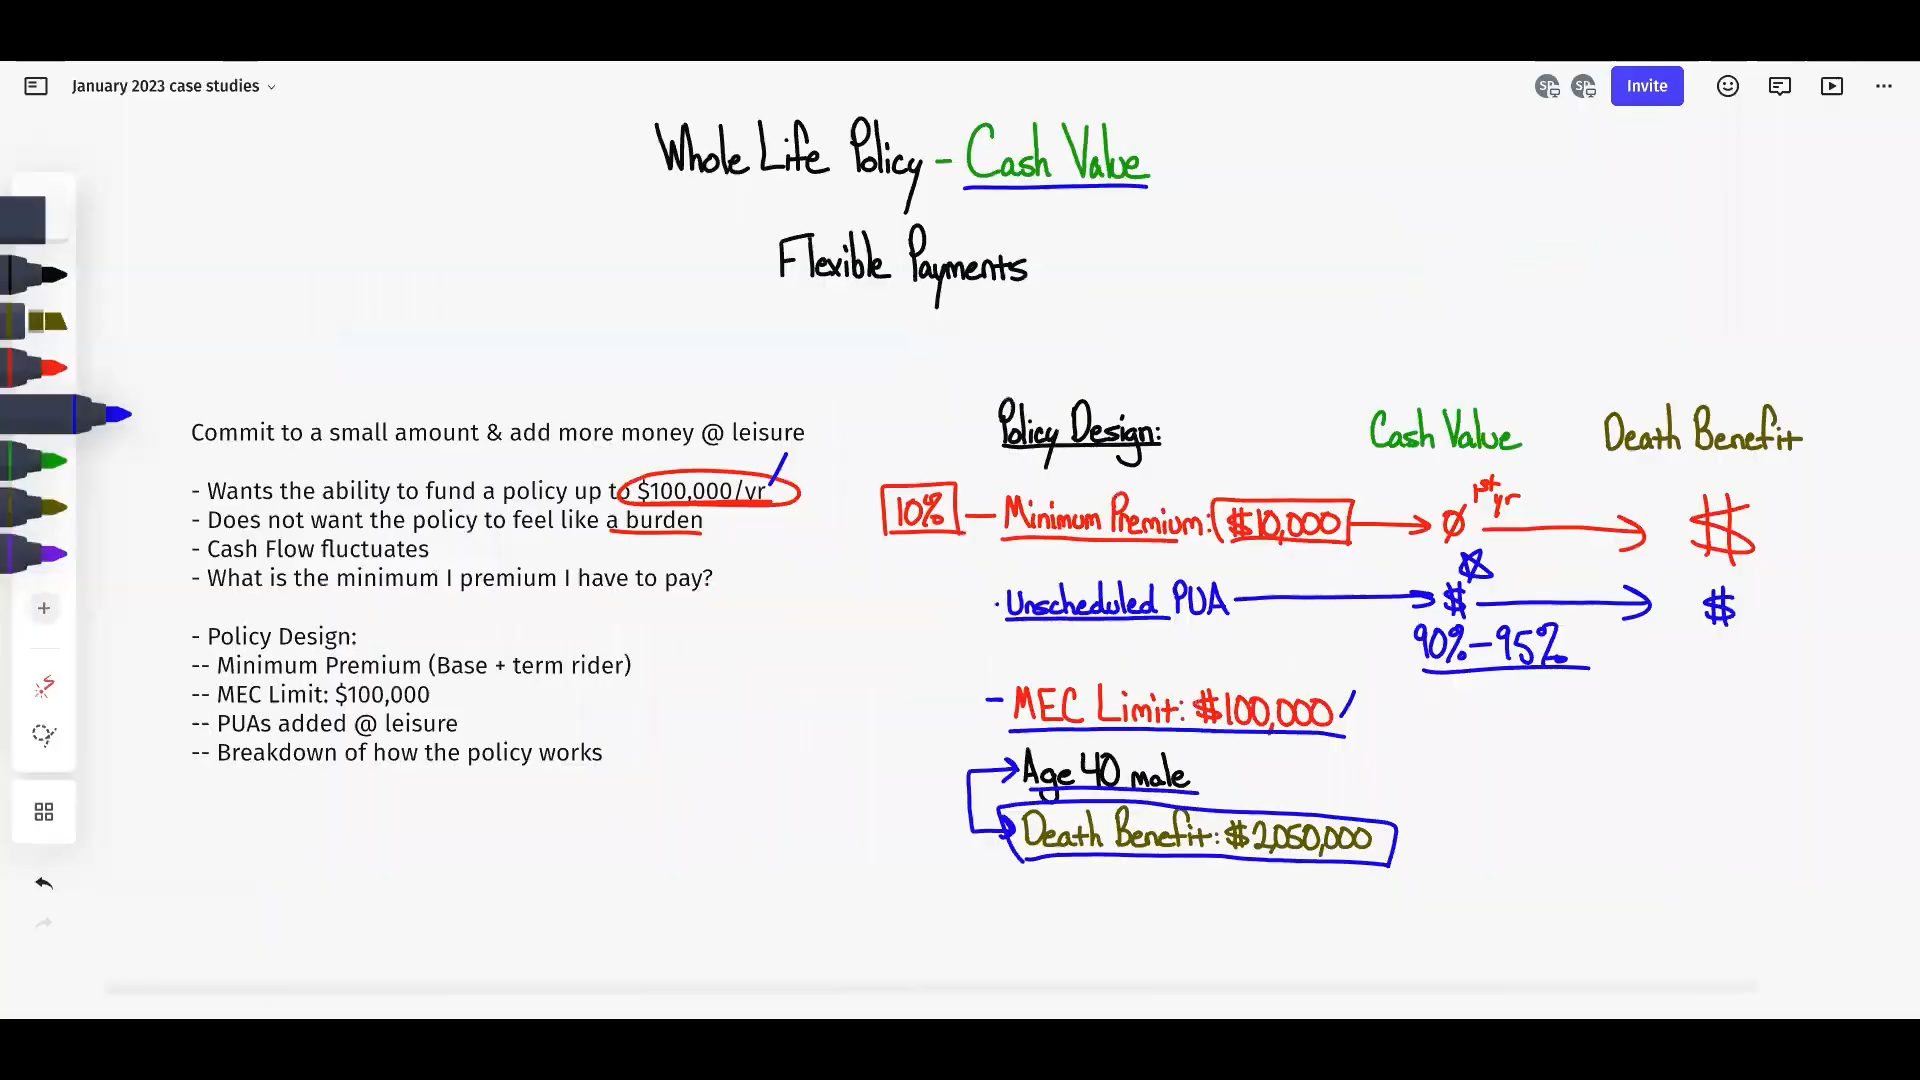 January 2023 case studies
SP SP Invite
Whole Life Policy - Cash Value
Flexible Payments
Commit to a small amount & add more money @ leisure
- Wants the ability to fund a policy up to $100,000/yr
- Does not want the policy to feel like a burden
- Cash Flow fluctuates
- What is the minimum I premium I have to pay?
- Policy Design:
-- Minimum Premium (Base + term rider)
-- MEC Limit: $100,000
-- PUAs added @ leisure
-- Breakdown of how the policy works
Policy Design: Cash Value Death Benefit
1st yr
10% - Minimum Premium: $10,000 → Ø → $
· Unscheduled PUA → $ → $
90% - 95%
- MEC Limit: $100,000
Age 40 male
Death Benefit: $2,050,000